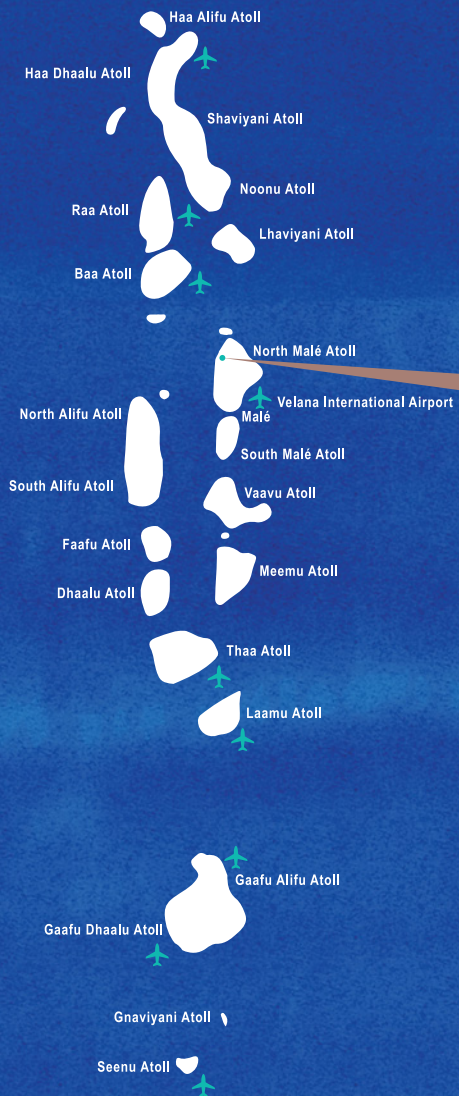 Haa Alifu Atoll
Haa Dhaalu Atoll
Shaviyani Atoll
Noonu Atoll
Raa Atoll
Lhaviyani Atoll
Baa Atoll
North Malé Atoll
Velana International Airport
North Alifu Atoll
Malé
South Malé Atoll
South Alifu Atoll
Vaavu Atoll
Faafu Atoll
Meemu Atoll
Dhaalu Atoll
Thaa Atoll
Laamu Atoll
Gaafu Alifu Atoll
Gaafu Dhaalu Atoll
Gnaviyani Atoll
Seenu Atoll